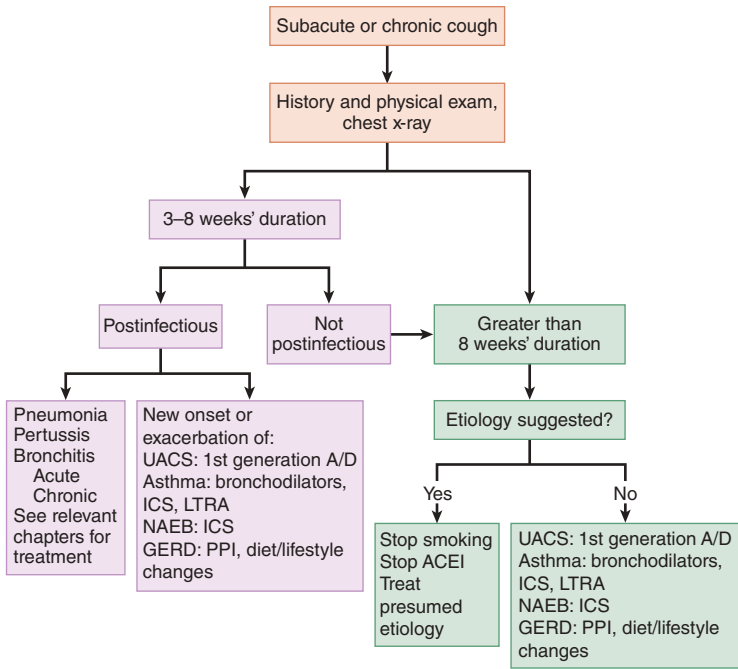 Subacute or chronic cough
History and physical exam,
chest x-ray
3–8 weeks' duration
Postinfectious
Not
postinfectious
Greater than
8 weeks' duration
Pneumonia
Pertussis
Bronchitis
Acute
Chronic
See relevant
chapters for
treatment
New onset or
exacerbation of:
UACS: 1st generation A/D
Asthma: bronchodilators,
ICS, LTRA
NAEB: ICS
GERD: PPI, diet/lifestyle
changes
Etiology suggested?
Yes
No
Stop smoking
Stop ACEI
Treat
presumed
etiology
UACS: 1st generation A/D
Asthma: bronchodilators,
ICS, LTRA
NAEB: ICS
GERD: PPI, diet/lifestyle
changes